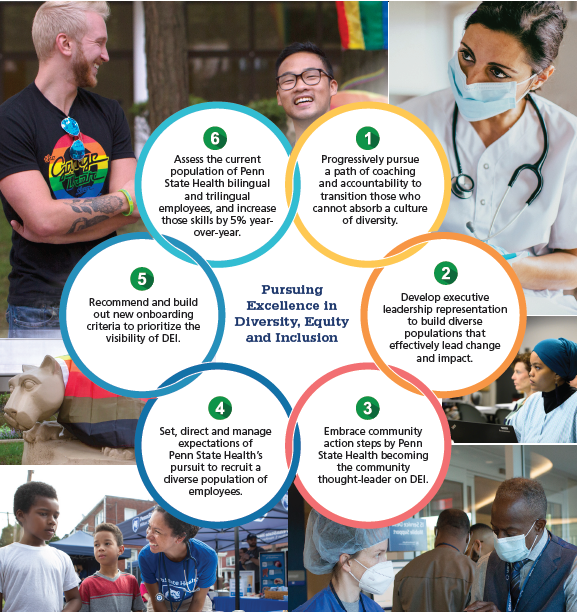 Pursuing
Excellence in
Diversity, Equity
and Inclusion
1
Progressively pursue
a path of coaching
and accountability to
transition those who
cannot absorb a culture
of diversity.
2
Develop executive
leadership representation
to build diverse
populations that
effectively lead change
and impact.
3
Embrace community
action steps by Penn
State Health becoming
the community
thought-leader on DEI.
4
Set, direct and manage
expectations of
Penn State Health's
pursuit to recruit a
diverse population of
employees.
5
Recommend and build
out new onboarding
criteria to prioritize the
visibility of DEI.
6
Assess the current
population of Penn
State Health bilingual
and trilingual
employees, and increase
those skills by 5% year-
over-year.